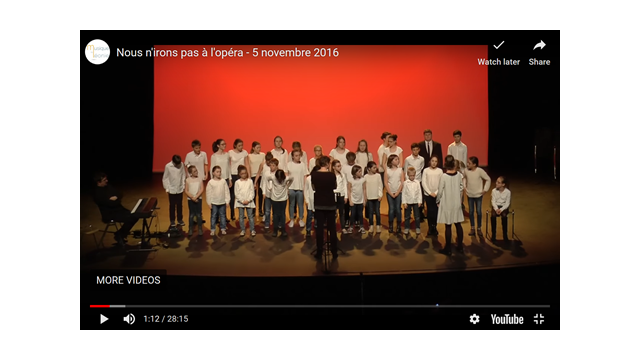 Nous n'irons pas à l'opéra - 5 novembre 2016
Watch later
Share
MORE VIDEOS
1:12 / 28:15
YouTube